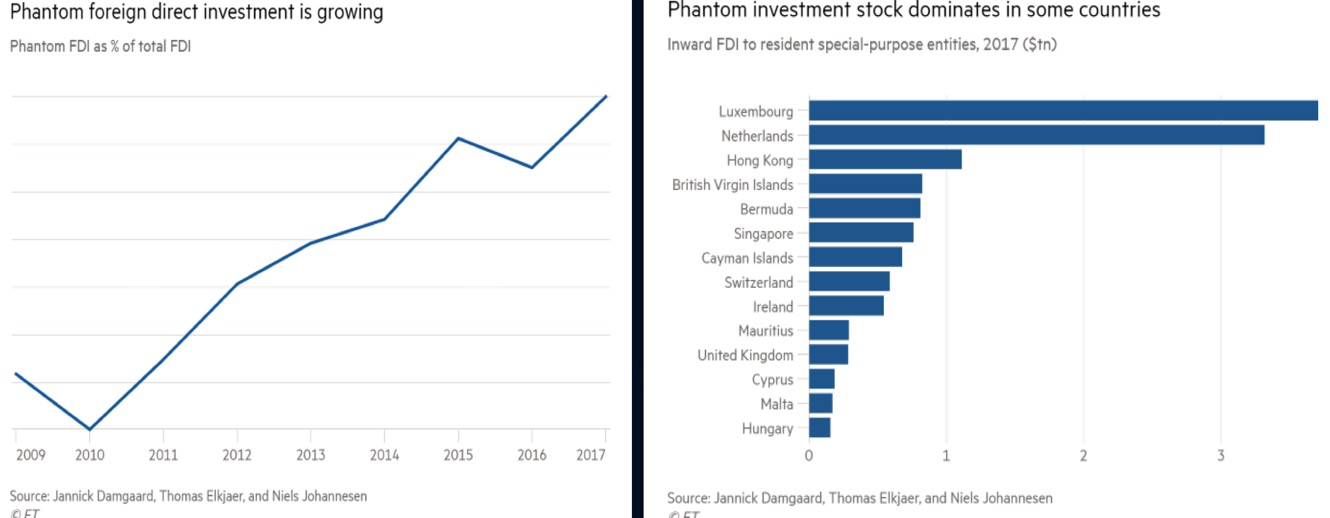 Phantom foreign direct investment is growing
Phantom FDI as % of total FDI
2009 2010 2011 2012 2013 2014 2015 2016 2017
Source: Jannick Damgaard, Thomas Elkjaer, and Niels Johannesen
© FT
Phantom investment stock dominates in some countries
Inward FDI to resident special-purpose entities, 2017 ($tn)
Luxembourg
Netherlands
Hong Kong
British Virgin Islands
Bermuda
Singapore
Cayman Islands
Switzerland
Ireland
Mauritius
United Kingdom
Cyprus
Malta
Hungary
0 1 2 3
Source: Jannick Damgaard, Thomas Elkjaer, and Niels Johannesen
© FT